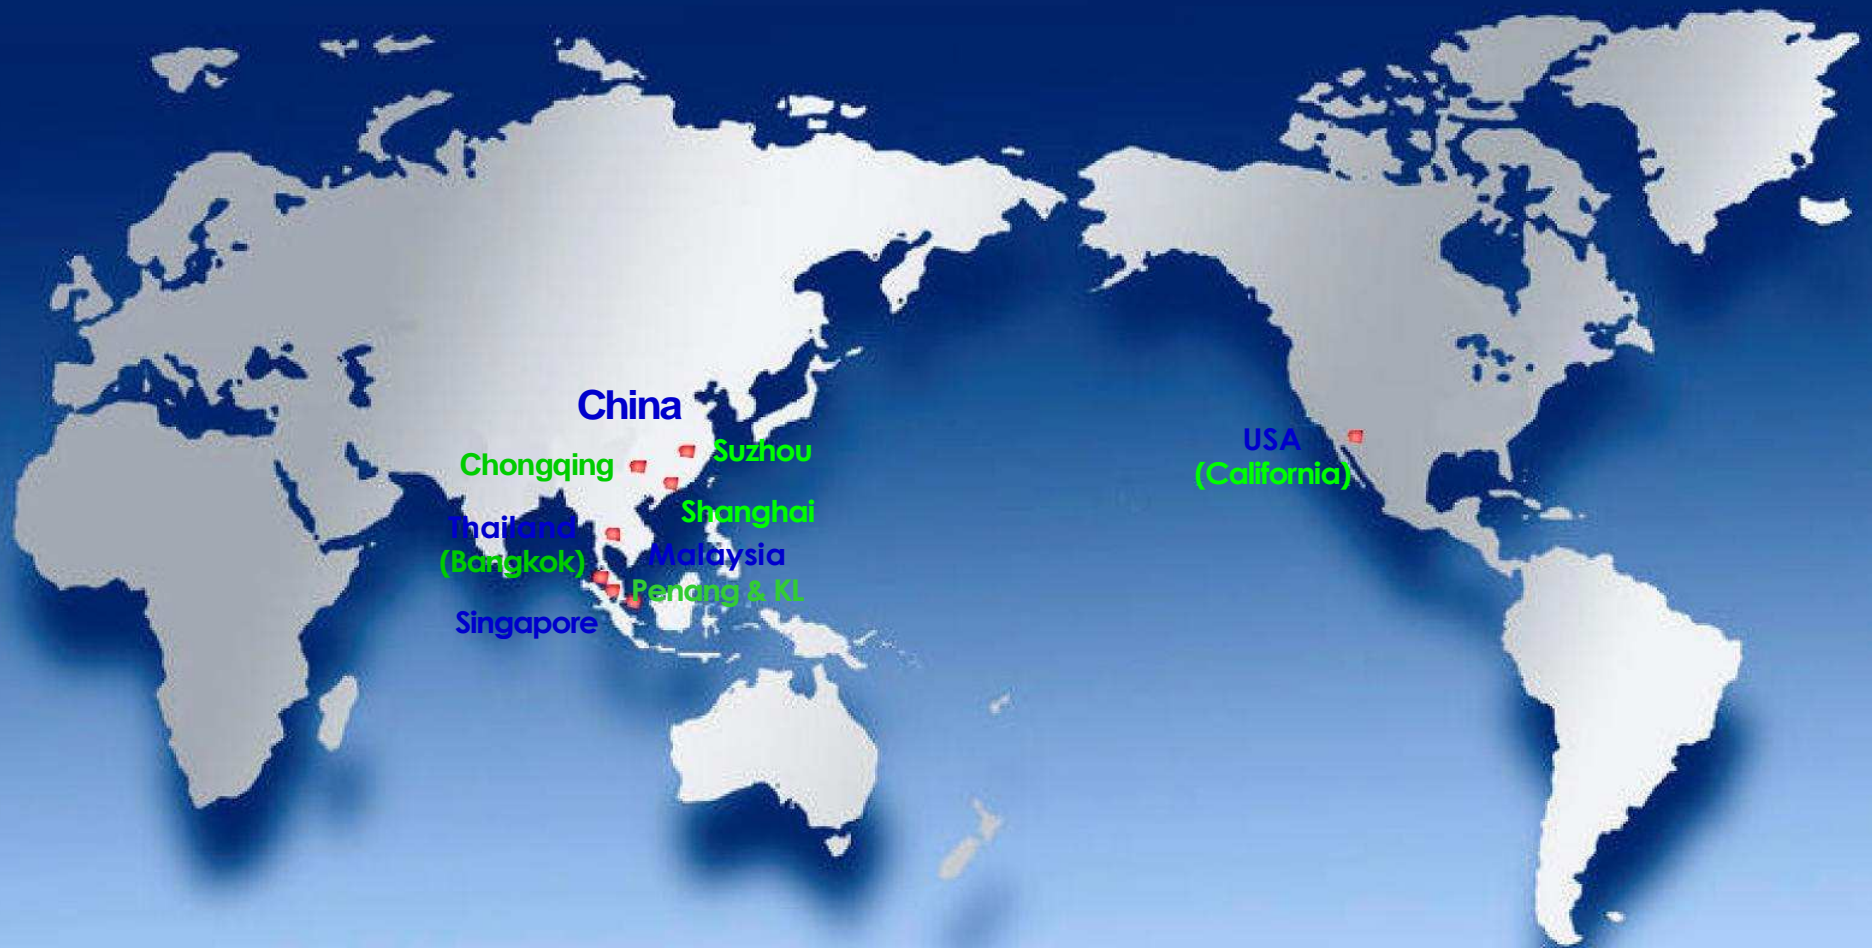 China
Chongqing
Suzhou
Shanghai
Thailand
(Bangkok)
Malaysia
Penang & KL
Singapore
USA
(California)